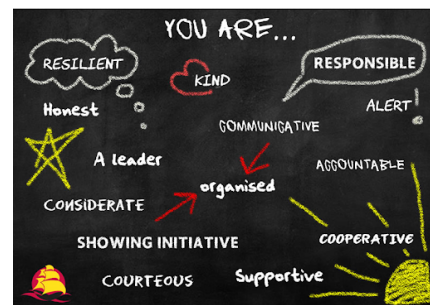 YOU ARE...
RESILIENT
KIND
RESPONSIBLE
Honest
ALERT!
COMMUNICATIVE
A leader
ACCOUNTABLE
organised
CONSIDERATE
SHOWING INITIATIVE
COOPERATIVE
COURTEOUS
Supportive